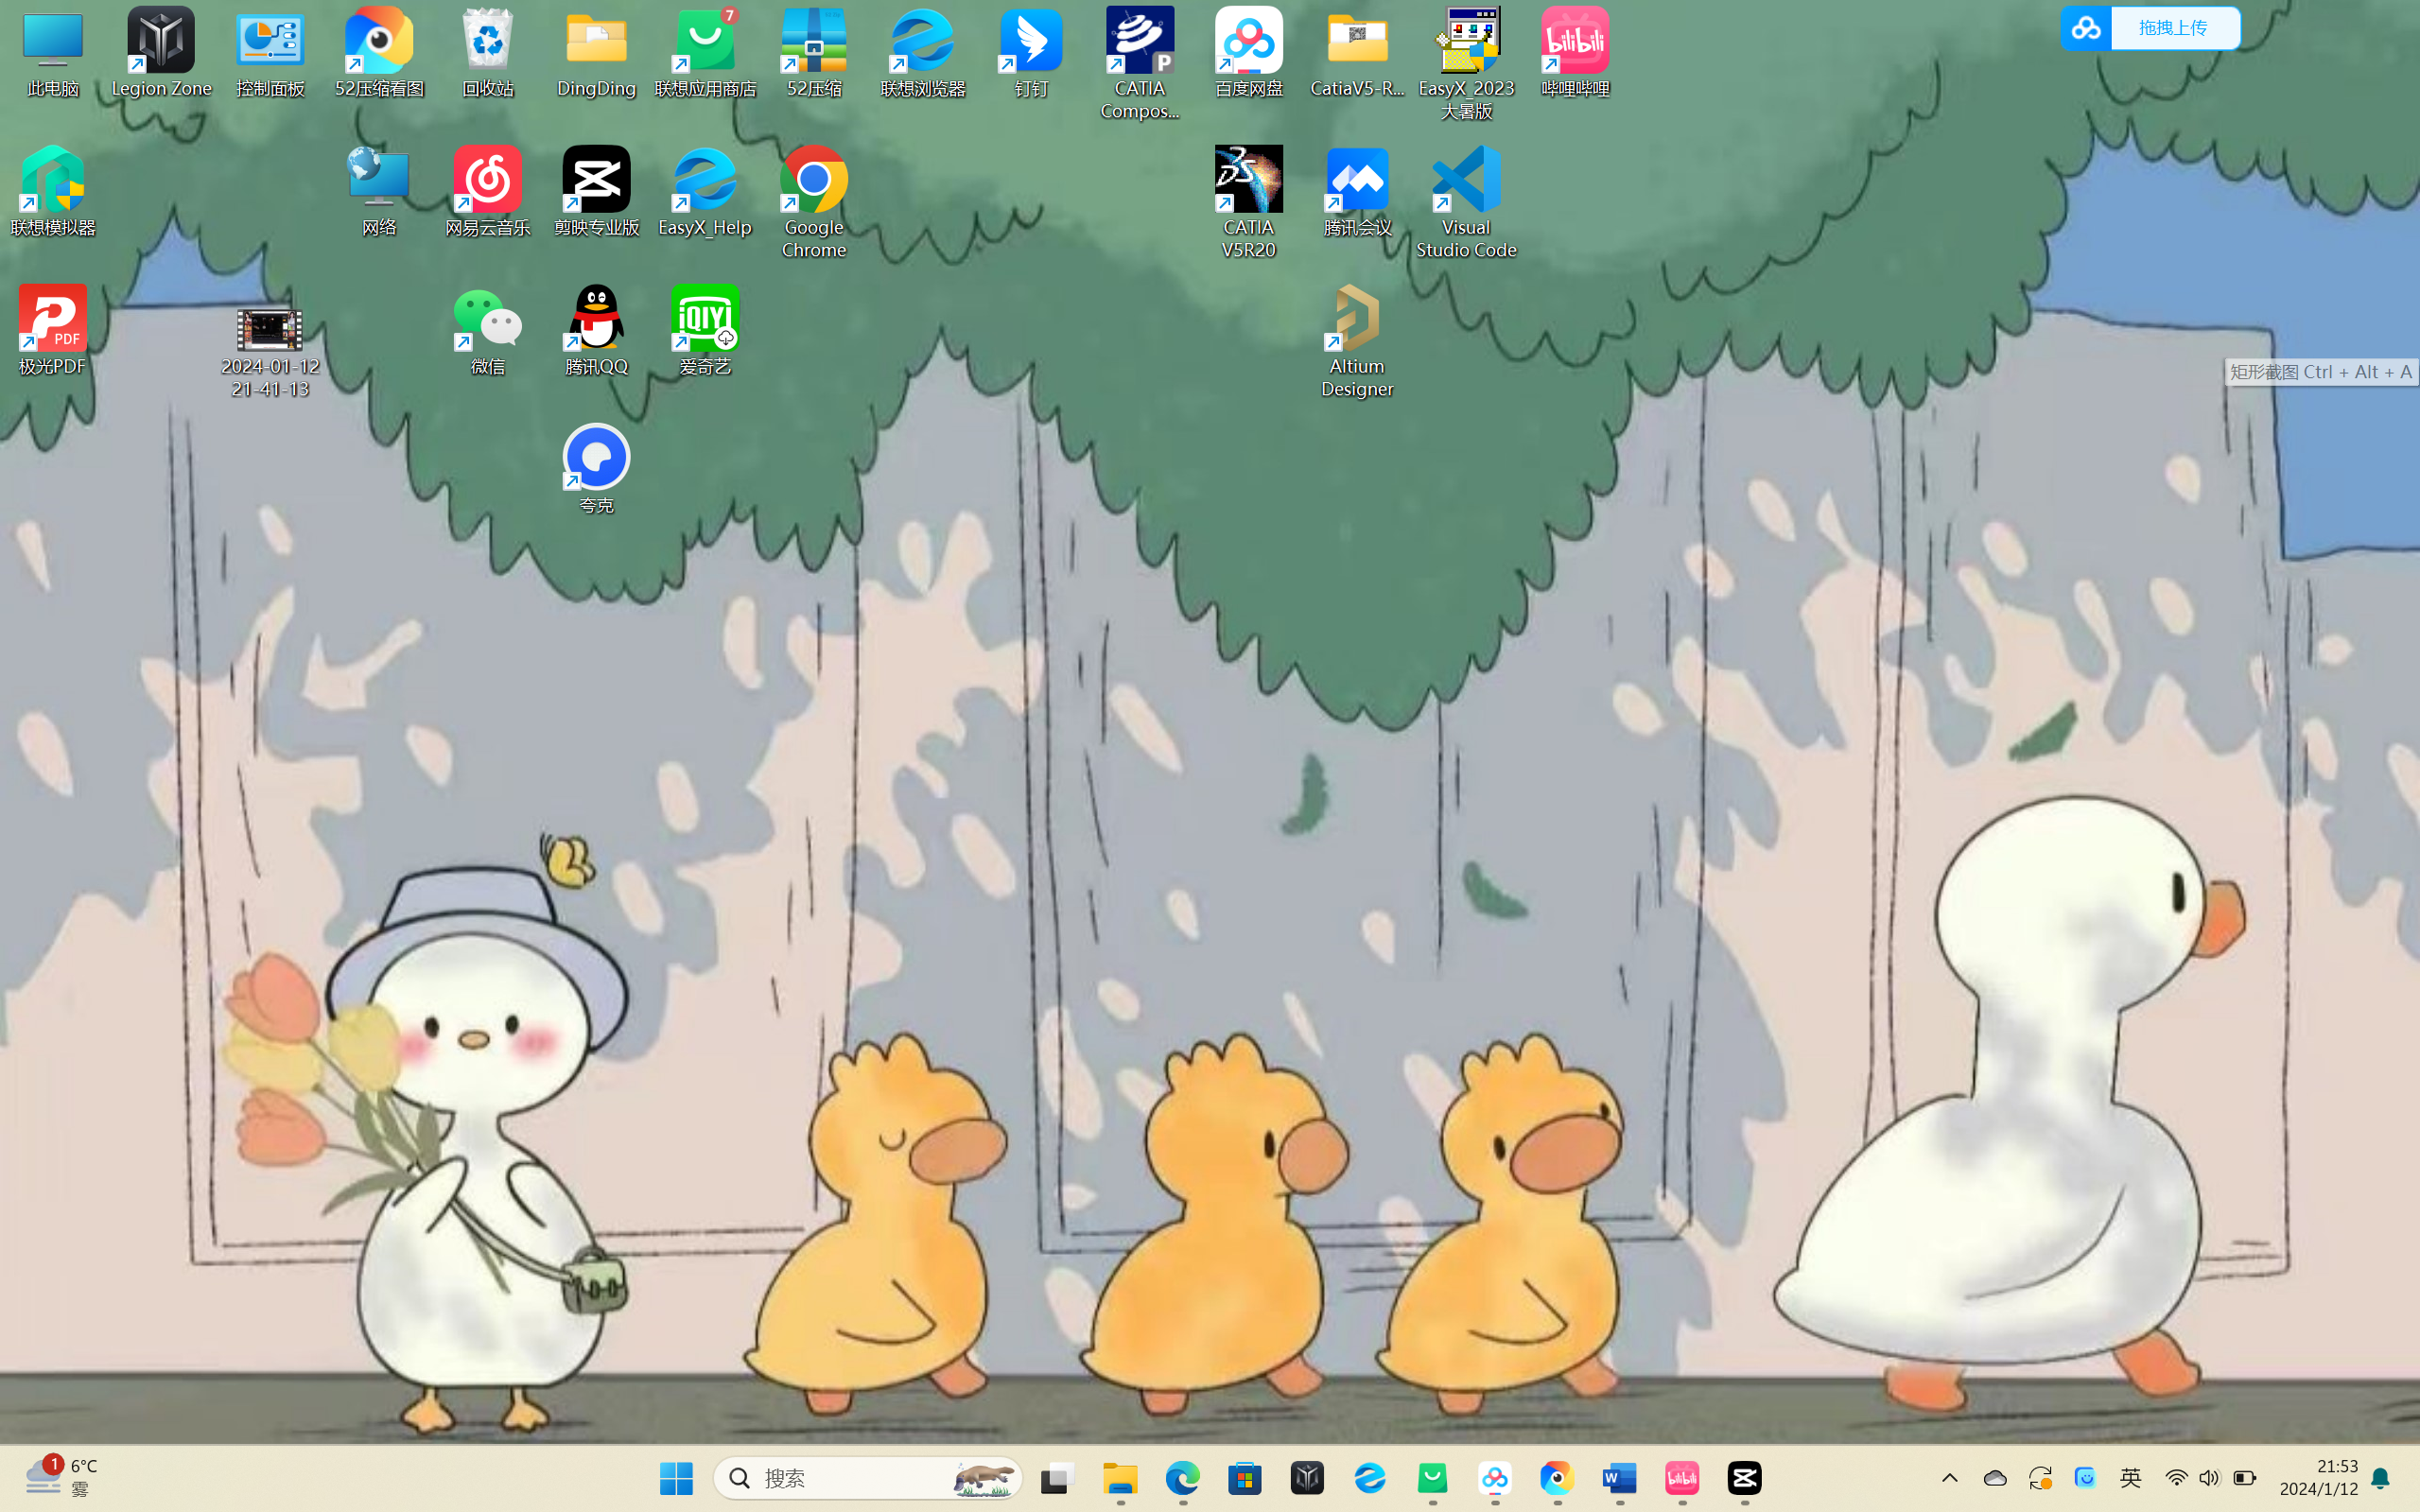 此电脑
Legion Zone
控制面板
52压缩看图
回收站
DingDing
7
联想应用商店
52压缩
联想浏览器
钉钉
P
CATIA
Compos...
百度网盘
CatiaV5-R...
EasyX_2023
大暑版
bilibili
哔哩哔哩
拖拽上传
联想模拟器
网络
网易云音乐
剪映专业版
EasyX_Help
Google
Chrome
CATIA
V5R20
腾讯会议
Visual
Studio Code
PDF
极光PDF
2024-01-12
21-41-13
微信
腾讯QQ
iQIYI
爱奇艺
Altium
Designer
矩形截图 Ctrl + Alt + A
夸克
1
6°C
雾
搜索
W
bilibili
英
21:53
2024/1/12